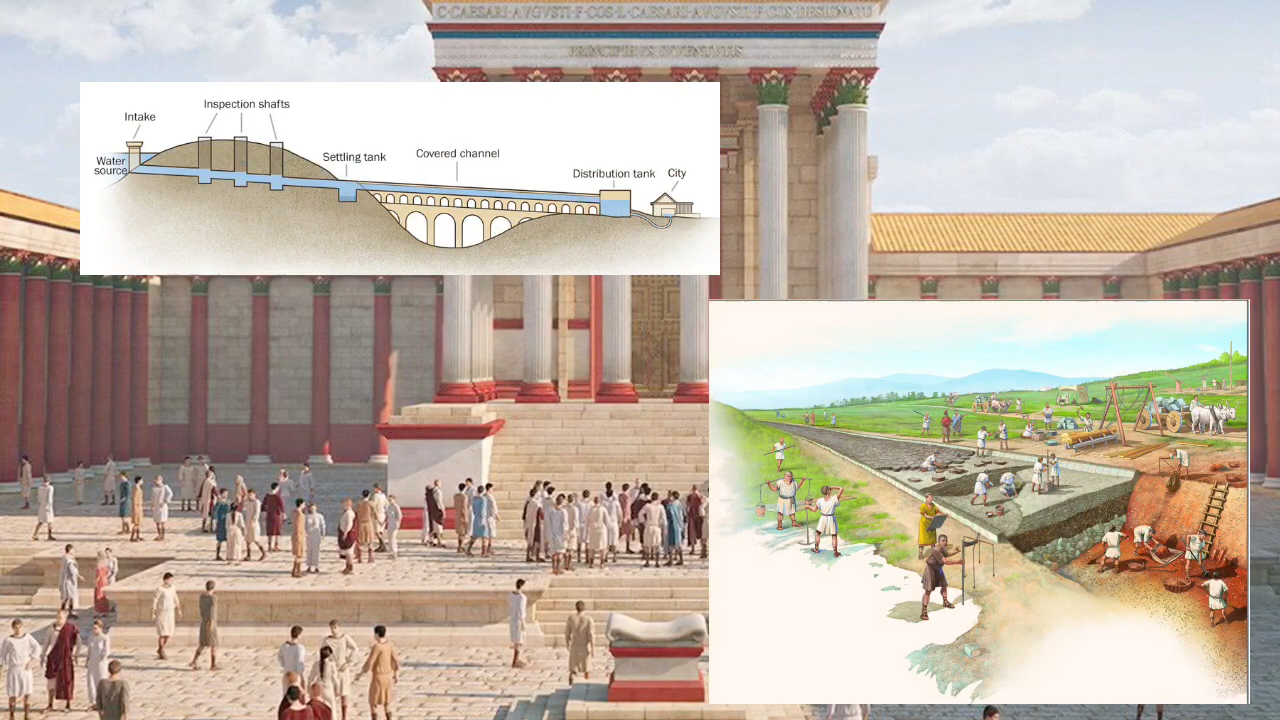 C·CAESARI·AVGVSTI·F·COS·L·CAESARI·AVGVSTI·F·COS·DESIGNATO
PRINCIPIBVS IVVENTVTIS
Inspection shafts
Intake
Settling tank
Covered channel
Water
source
Distribution tank
City